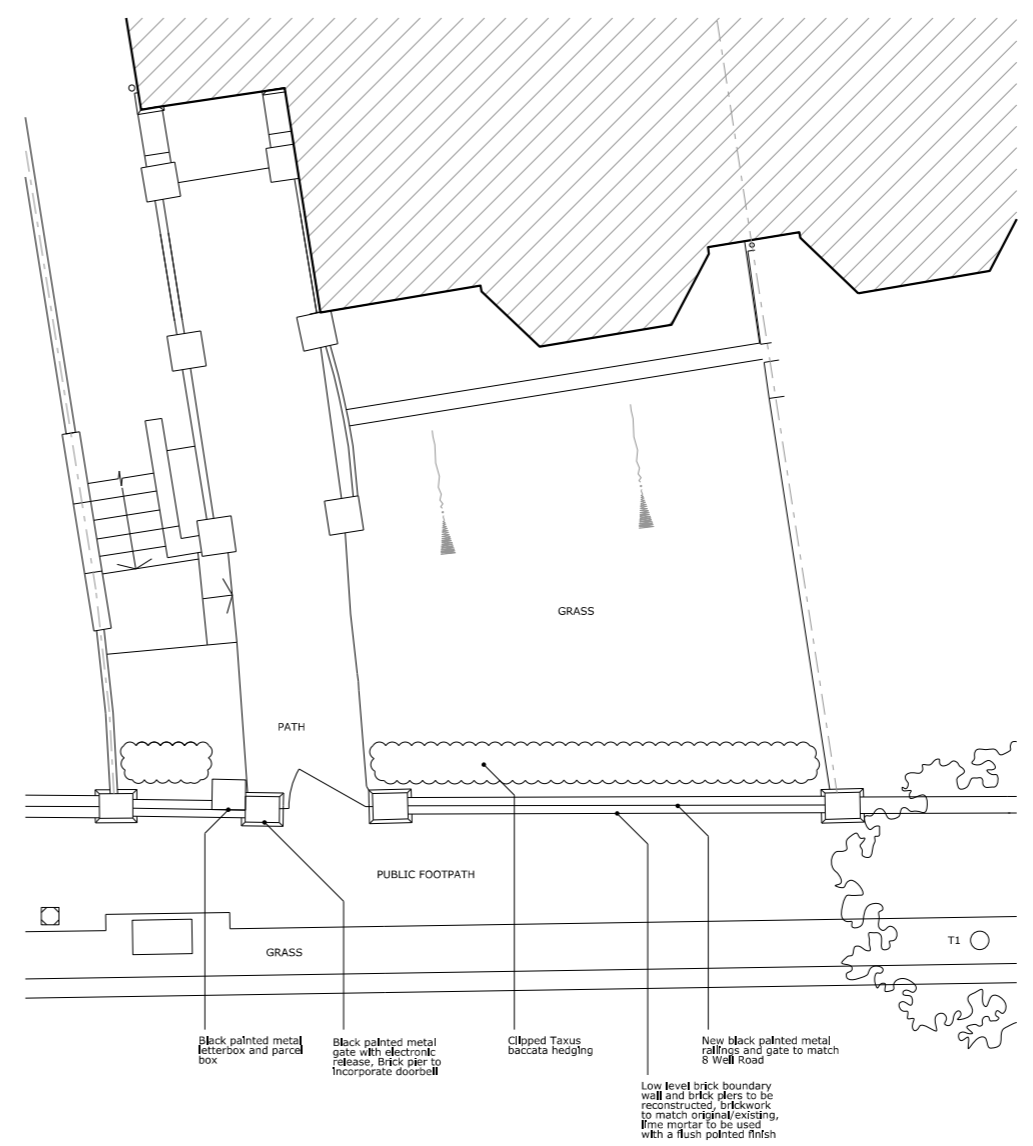 GRASS
PATH
PUBLIC FOOTPATH
GRASS
T1
Black painted metal
letterbox and parcel
box
Black painted metal
gate with electronic
release, Brick pier to
incorporate doorbell
Clipped Taxus
baccata hedging
New black painted metal
railings and gate to match
8 Well Road
Low level brick boundary
wall and brick piers to be
reconstructed, brickwork
to match original/existing,
lime mortar to be used
with a flush pointed finish